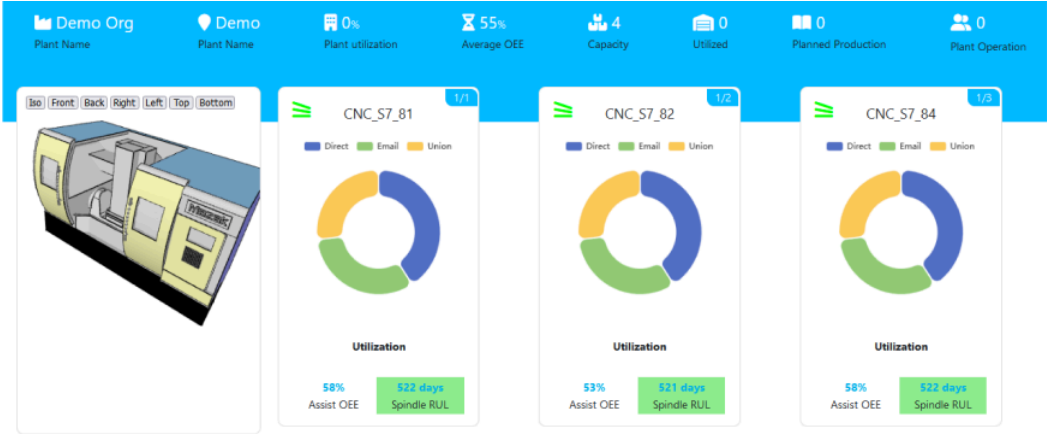 Demo Org
Plant Name
Demo
Plant Name
0%
Plant utilization
55%
Average OEE
4
Capacity
0
Utilized
0
Planned Production
0
Plant Operation
Iso Front Back Right Left Top Bottom
1/1
CNC_S7_81
Direct Email Union
Utilization
58%
Assist OEE
522 days
Spindle RUL
1/2
CNC_S7_82
Direct Email Union
Utilization
53%
Assist OEE
521 days
Spindle RUL
1/3
CNC_S7_84
Direct Email Union
Utilization
58%
Assist OEE
522 days
Spindle RUL